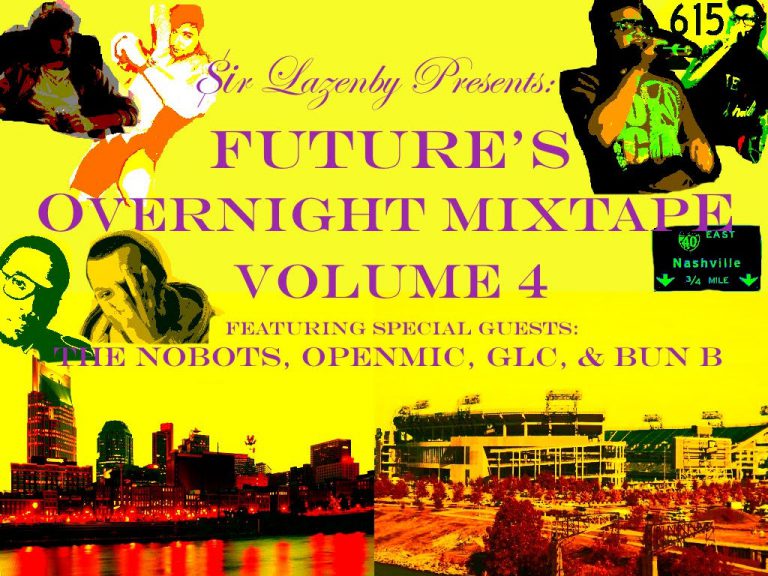 615
$ir Lazenby Presents:
FUTURE'S
OVERNIGHT MIXTAPE
VOLUME 4
40 EAST
Nashville
3/4 MILE
FEATURING SPECIAL GUESTS:
THE NOBOTS, OPENMIC, GLC, & BUN B